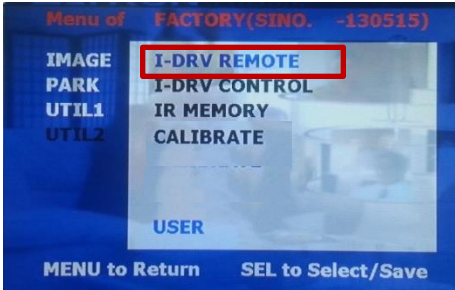 Menu of FACTORY(SINO. -130515)
IMAGE I-DRV REMOTE
PARK I-DRV CONTROL
UTIL1 IR MEMORY
UTIL2 CALIBRATE
USER
MENU to Return SEL to Select/Save